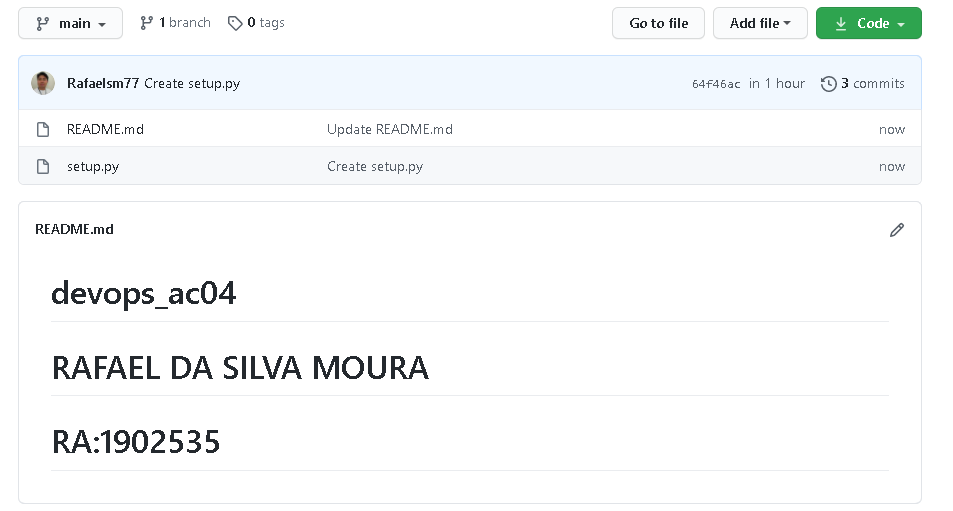 main 1 branch 0 tags Go to file Add file Code
Rafaelsm77 Create setup.py 64f46ac in 1 hour 3 commits
README.md Update README.md now
setup.py Create setup.py now
README.md
devops_ac04
RAFAEL DA SILVA MOURA
RA:1902535